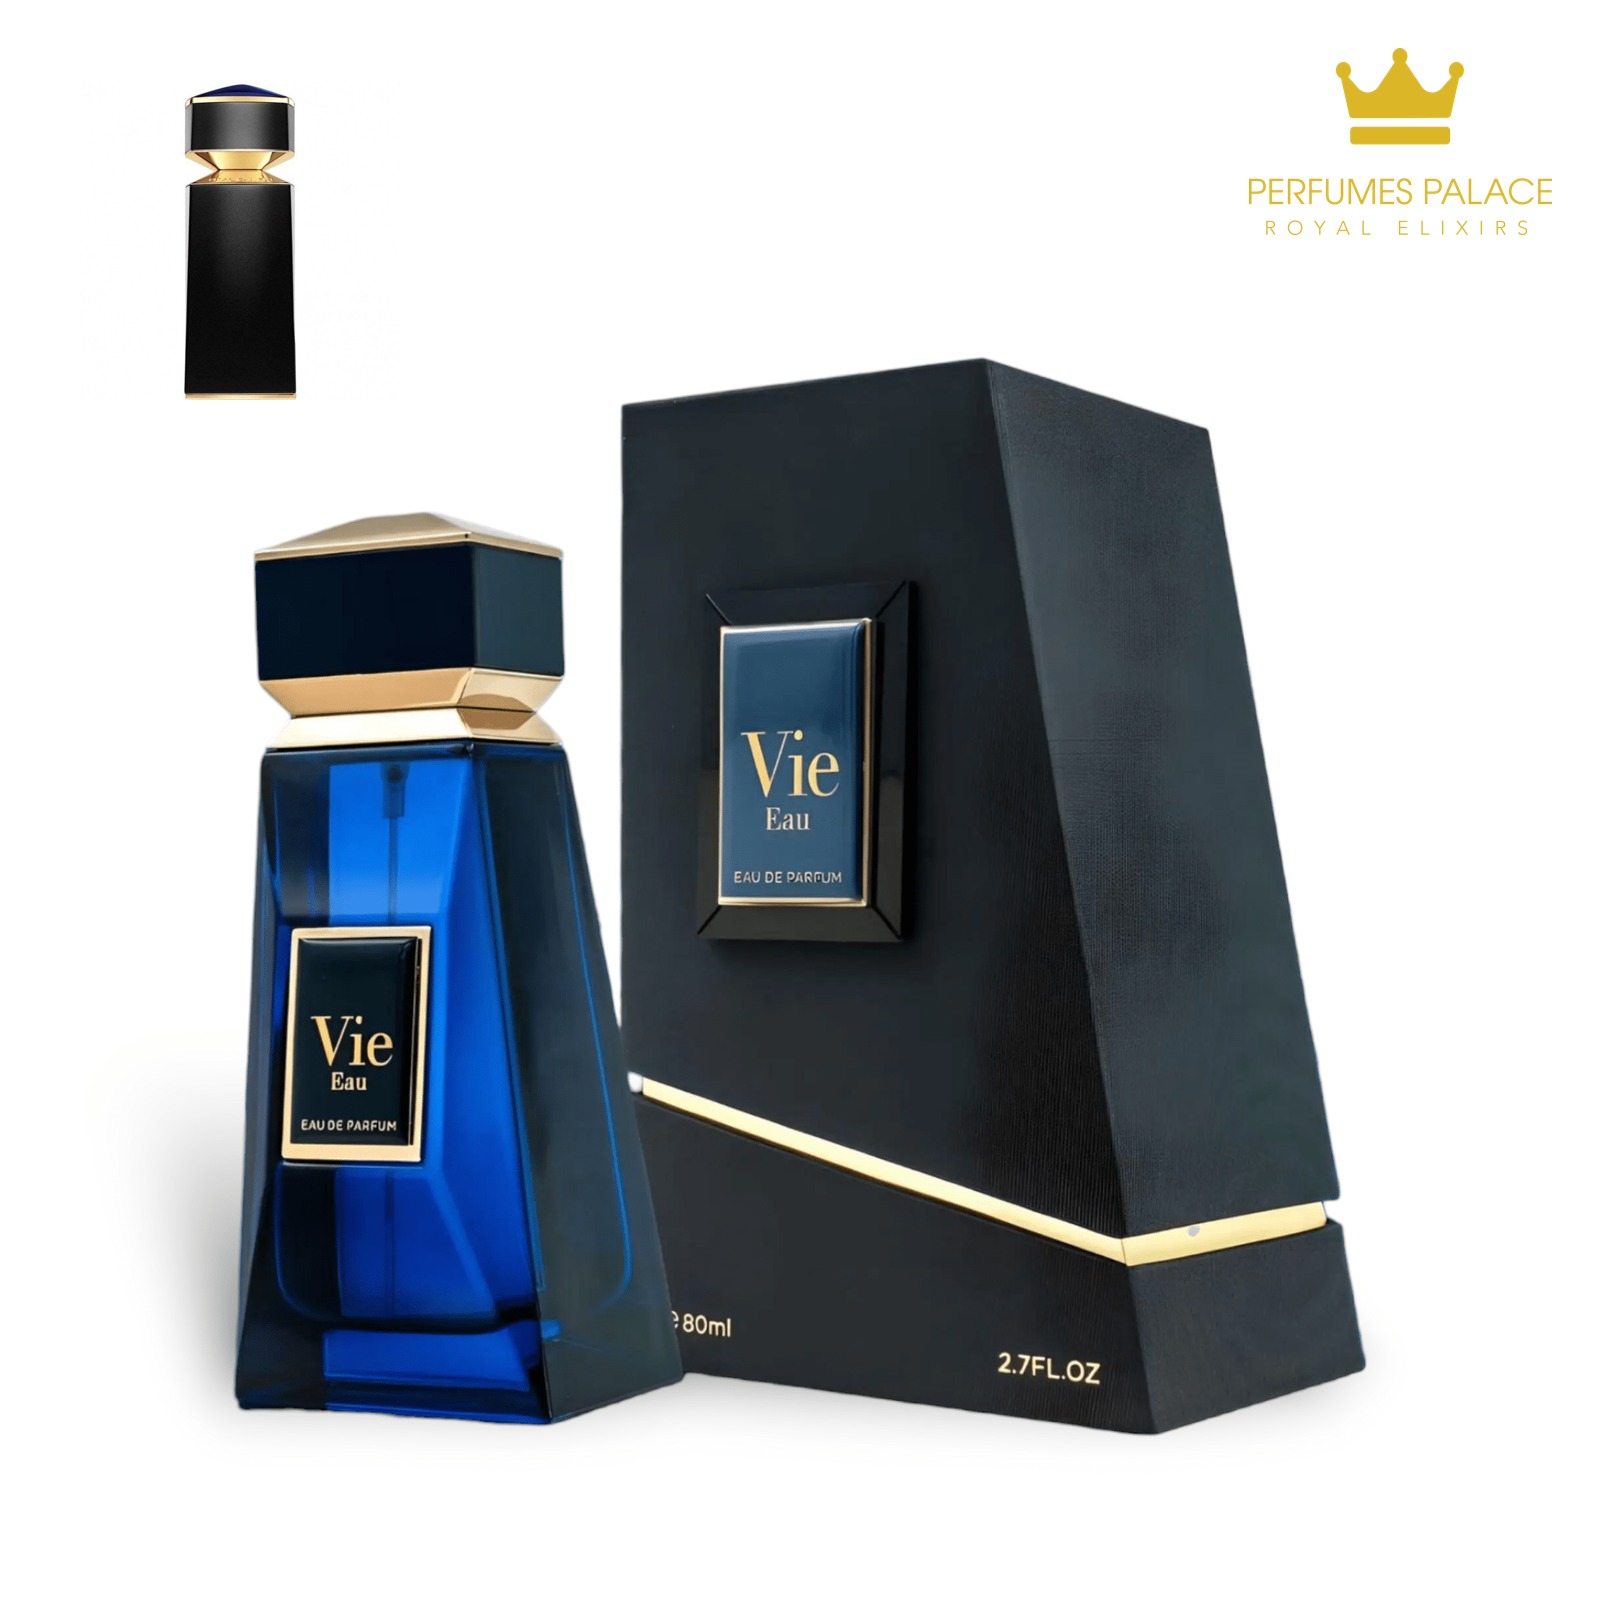 PERFUMES PALACE
ROYAL ELIXIRS
Vie
Eau
EAU DE PARFUM
Vie
Eau
EAU DE PARFUM
e 80ml
2.7FL.OZ